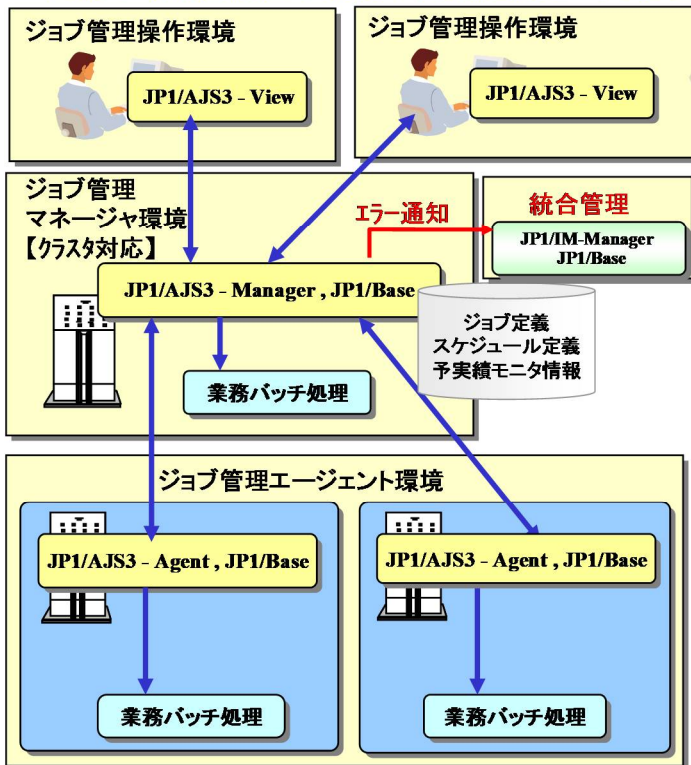 ジョブ管理操作環境
JP1/AJS3 - View
ジョブ管理操作環境
JP1/AJS3 - View
ジョブ管理
マネージャ環境
【クラスタ対応】
エラー通知
統合管理
JP1/IM-Manager
JP1/Base
JP1/AJS3 - Manager , JP1/Base
ジョブ定義
スケジュール定義
予実績モニタ情報
業務バッチ処理
ジョブ管理エージェント環境
JP1/AJS3 - Agent , JP1/Base
JP1/AJS3 - Agent , JP1/Base
業務バッチ処理
業務バッチ処理